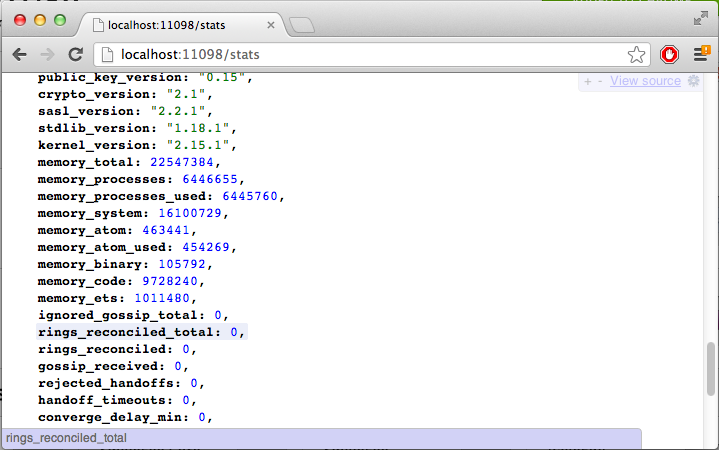 localhost:11098/stats
localhost:11098/stats
public_key_version: "0.15",
+ - View source
crypto_version: "2.1",
sasl_version: "2.2.1",
stdlib_version: "1.18.1",
kernel_version: "2.15.1",
memory_total: 22547384,
memory_processes: 6446655,
memory_processes_used: 6445760,
memory_system: 16100729,
memory_atom: 463441,
memory_atom_used: 454269,
memory_binary: 105792,
memory_code: 9728240,
memory_ets: 1011480,
ignored_gossip_total: 0,
rings_reconciled_total: 0,
rings_reconciled: 0,
gossip_received: 0,
rejected_handoffs: 0,
handoff_timeouts: 0,
converge_delay_min: 0,
rings_reconciled_total